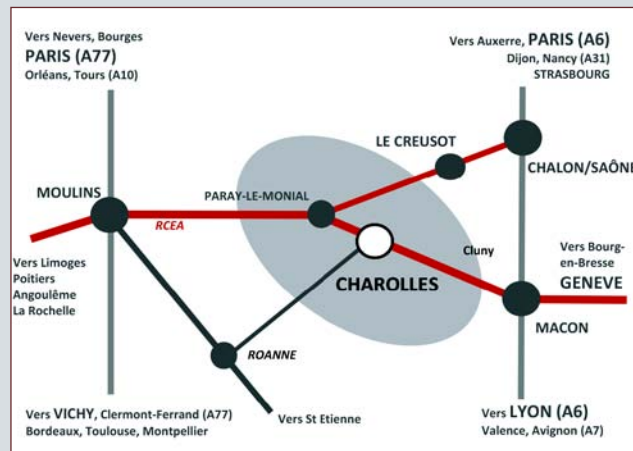 Vers Nevers, Bourges
PARIS (A77)
Orléans, Tours (A10)
Vers Auxerre, PARIS (A6)
Dijon, Nancy (A31)
STRASBOURG
LE CREUSOT
CHALON/SAÔNE
MOULINS
PARAY-LE-MONIAL
RCEA
Cluny
Vers Bourg-
en-Bresse
GENEVE
Vers Limoges
Poitiers
Angoulême
La Rochelle
CHAROLLES
MACON
ROANNE
Vers VICHY, Clermont-Ferrand (A77)
Bordeaux, Toulouse, Montpellier
Vers St Etienne
Vers LYON (A6)
Valence, Avignon (A7)